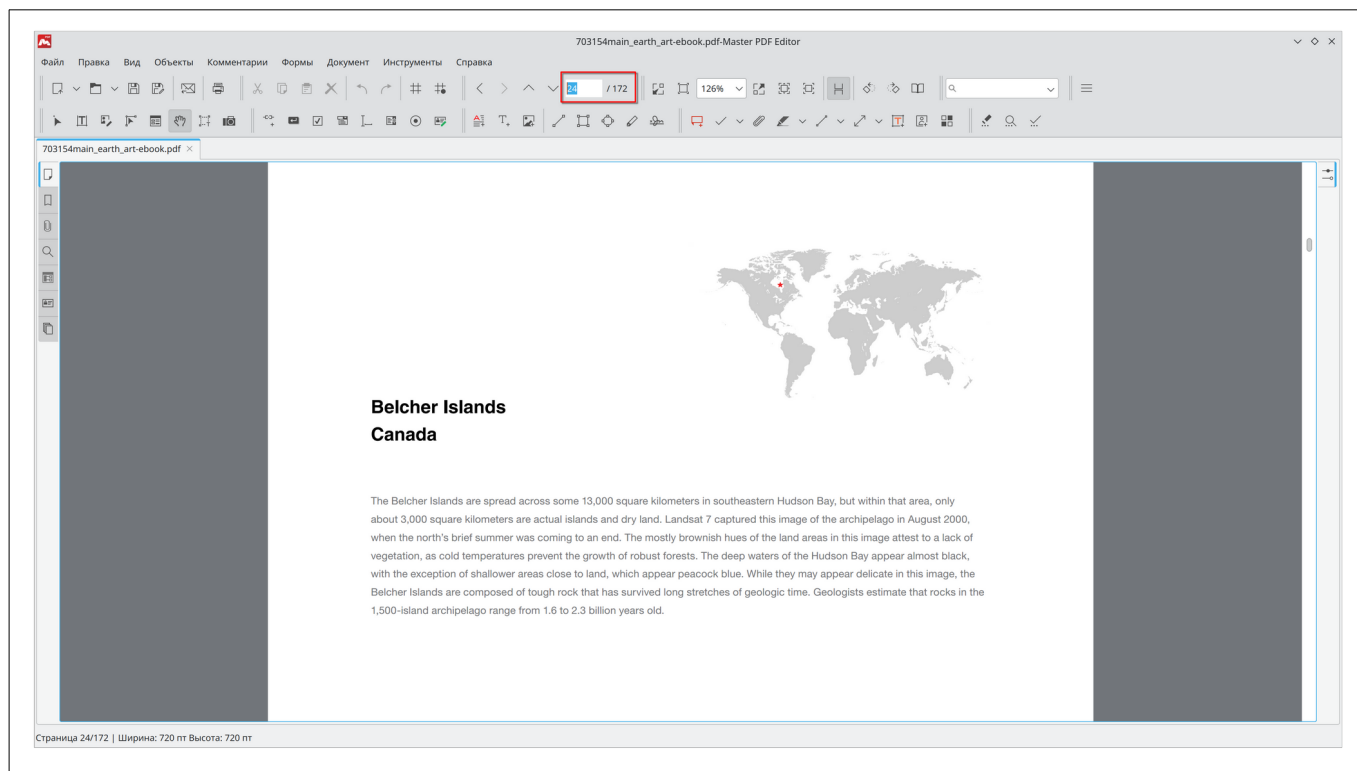 703154main_earth_art-ebook.pdf-Master PDF Editor
Файл Правка Вид Объекты Комментарии Формы Документ Инструменты Справка
24 / 172 126%
703154main_earth_art-ebook.pdf
Belcher Islands
Canada
The Belcher Islands are spread across some 13,000 square kilometers in southeastern Hudson Bay, but within that area, only
about 3,000 square kilometers are actual islands and dry land. Landsat 7 captured this image of the archipelago in August 2000,
when the north's brief summer was coming to an end. The mostly brownish hues of the land areas in this image attest to a lack of
vegetation, as cold temperatures prevent the growth of robust forests. The deep waters of the Hudson Bay appear almost black,
with the exception of shallower areas close to land, which appear peacock blue. While they may appear delicate in this image, the
Belcher Islands are composed of tough rock that has survived long stretches of geologic time. Geologists estimate that rocks in the
1,500-island archipelago range from 1.6 to 2.3 billion years old.
Страница 24/172 | Ширина: 720 пт Высота: 720 пт